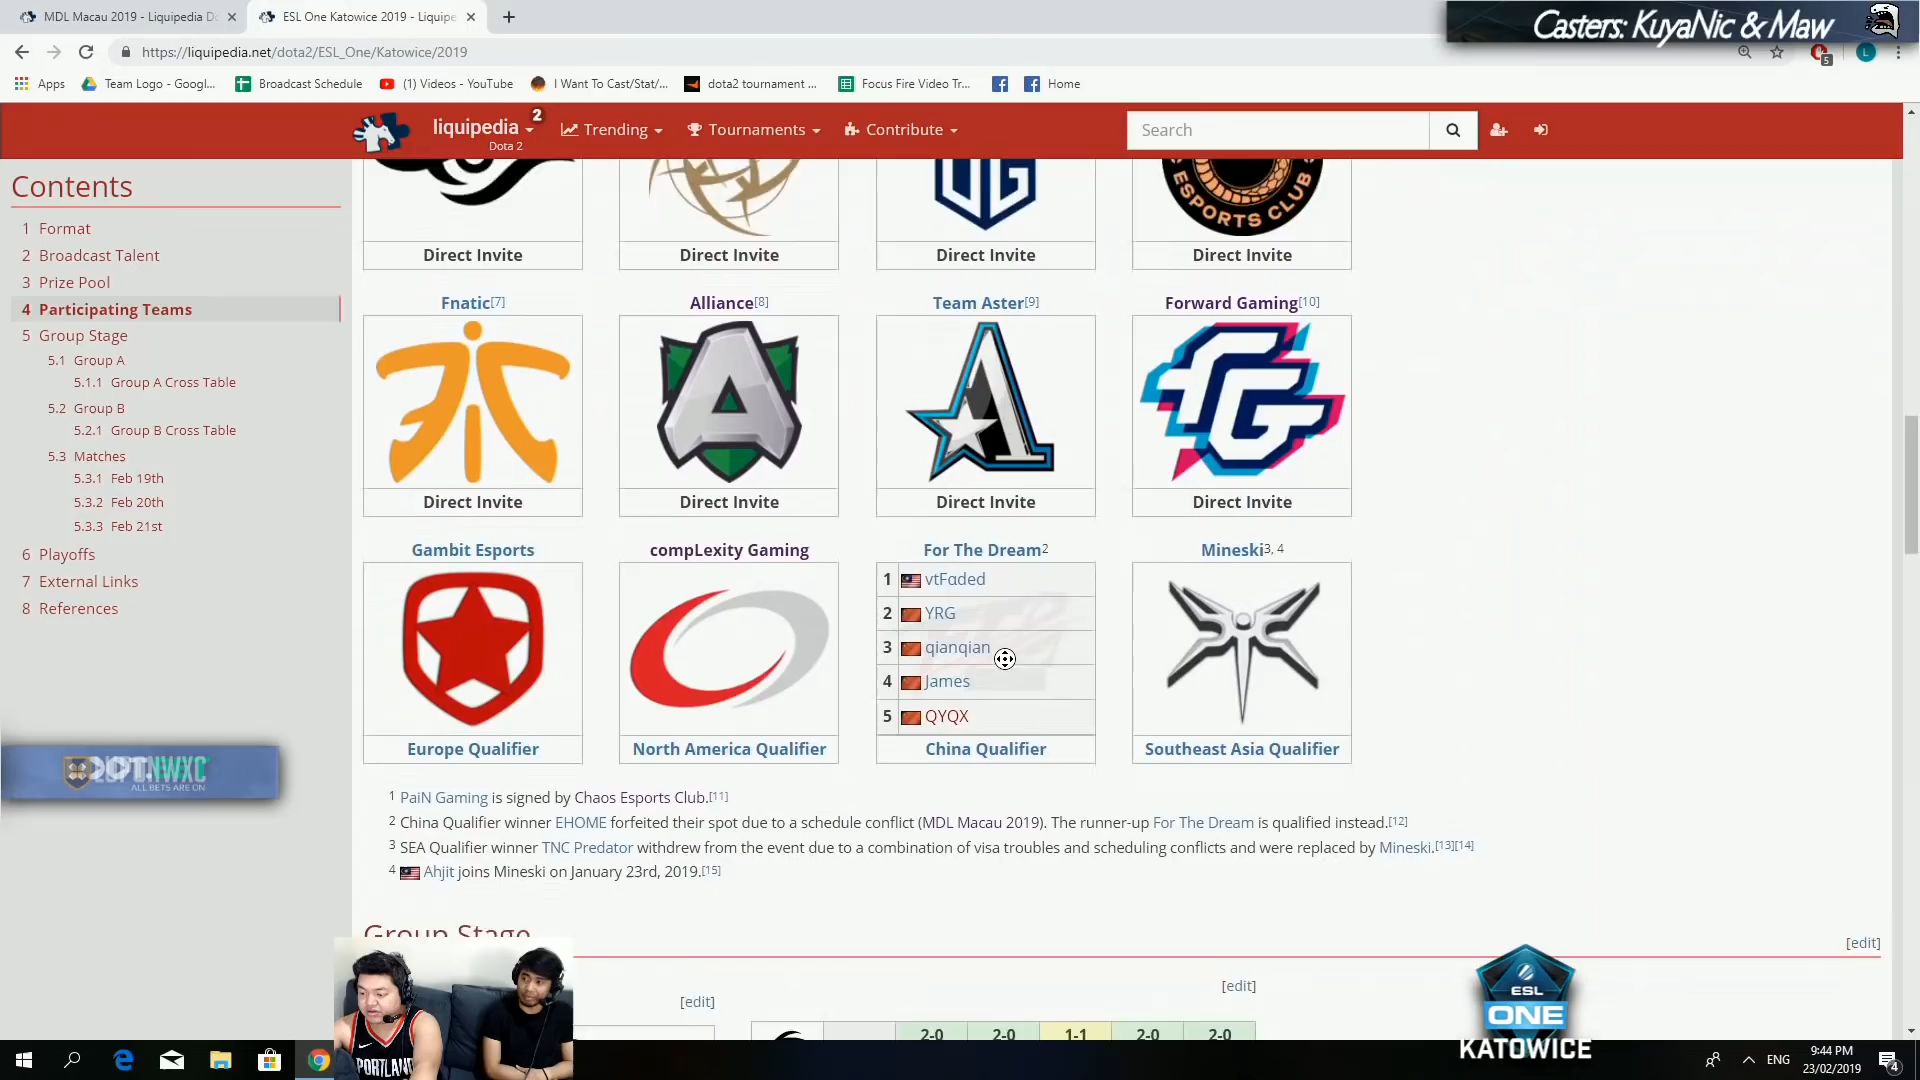 MDL Macau 2019 - Liquipedia Do
ESL One Katowice 2019 - Liquipe
Casters: KuyaNic & Maw
https://liquipedia.net/dota2/ESL_One/Katowice/2019
5
L
Apps
Team Logo - Googl...
Broadcast Schedule
(1) Videos - YouTube
I Want To Cast/Stat/...
dota2 tournament ...
Focus Fire Video Tr...
Home
liquipedia
2
Dota 2
Trending
Tournaments
Contribute
Search
Contents
1 Format
2 Broadcast Talent
3 Prize Pool
4 Participating Teams
5 Group Stage
5.1 Group A
5.1.1 Group A Cross Table
5.2 Group B
5.2.1 Group B Cross Table
5.3 Matches
5.3.1 Feb 19th
5.3.2 Feb 20th
5.3.3 Feb 21st
6 Playoffs
7 External Links
8 References
ESPORTS CLUB
Direct Invite Direct Invite Direct Invite Direct Invite
Fnatic[7] Alliance[8] Team Aster[9] Forward Gaming[10]
Direct Invite Direct Invite Direct Invite Direct Invite
Gambit Esports compLexity Gaming For The Dream2 Mineski3, 4
1 vtFαded
2 YRG
3 qianqian
4 James
5 QYQX
Europe Qualifier North America Qualifier China Qualifier Southeast Asia Qualifier
ALL BETS ARE ON
1 PaiN Gaming is signed by Chaos Esports Club.[11]
2 China Qualifier winner EHOME forfeited their spot due to a schedule conflict (MDL Macau 2019). The runner-up For The Dream is qualified instead.[12]
3 SEA Qualifier winner TNC Predator withdrew from the event due to a combination of visa troubles and scheduling conflicts and were replaced by Mineski.[13][14]
4 Ahjit joins Mineski on January 23rd, 2019.[15]
Group Stage
[edit]
[edit]
[edit]
2-0 2-0 1-1 2-0 2-0
PORTLAND
ESL
ONE
KATOWICE
ENG
9:44 PM
23/02/2019
4